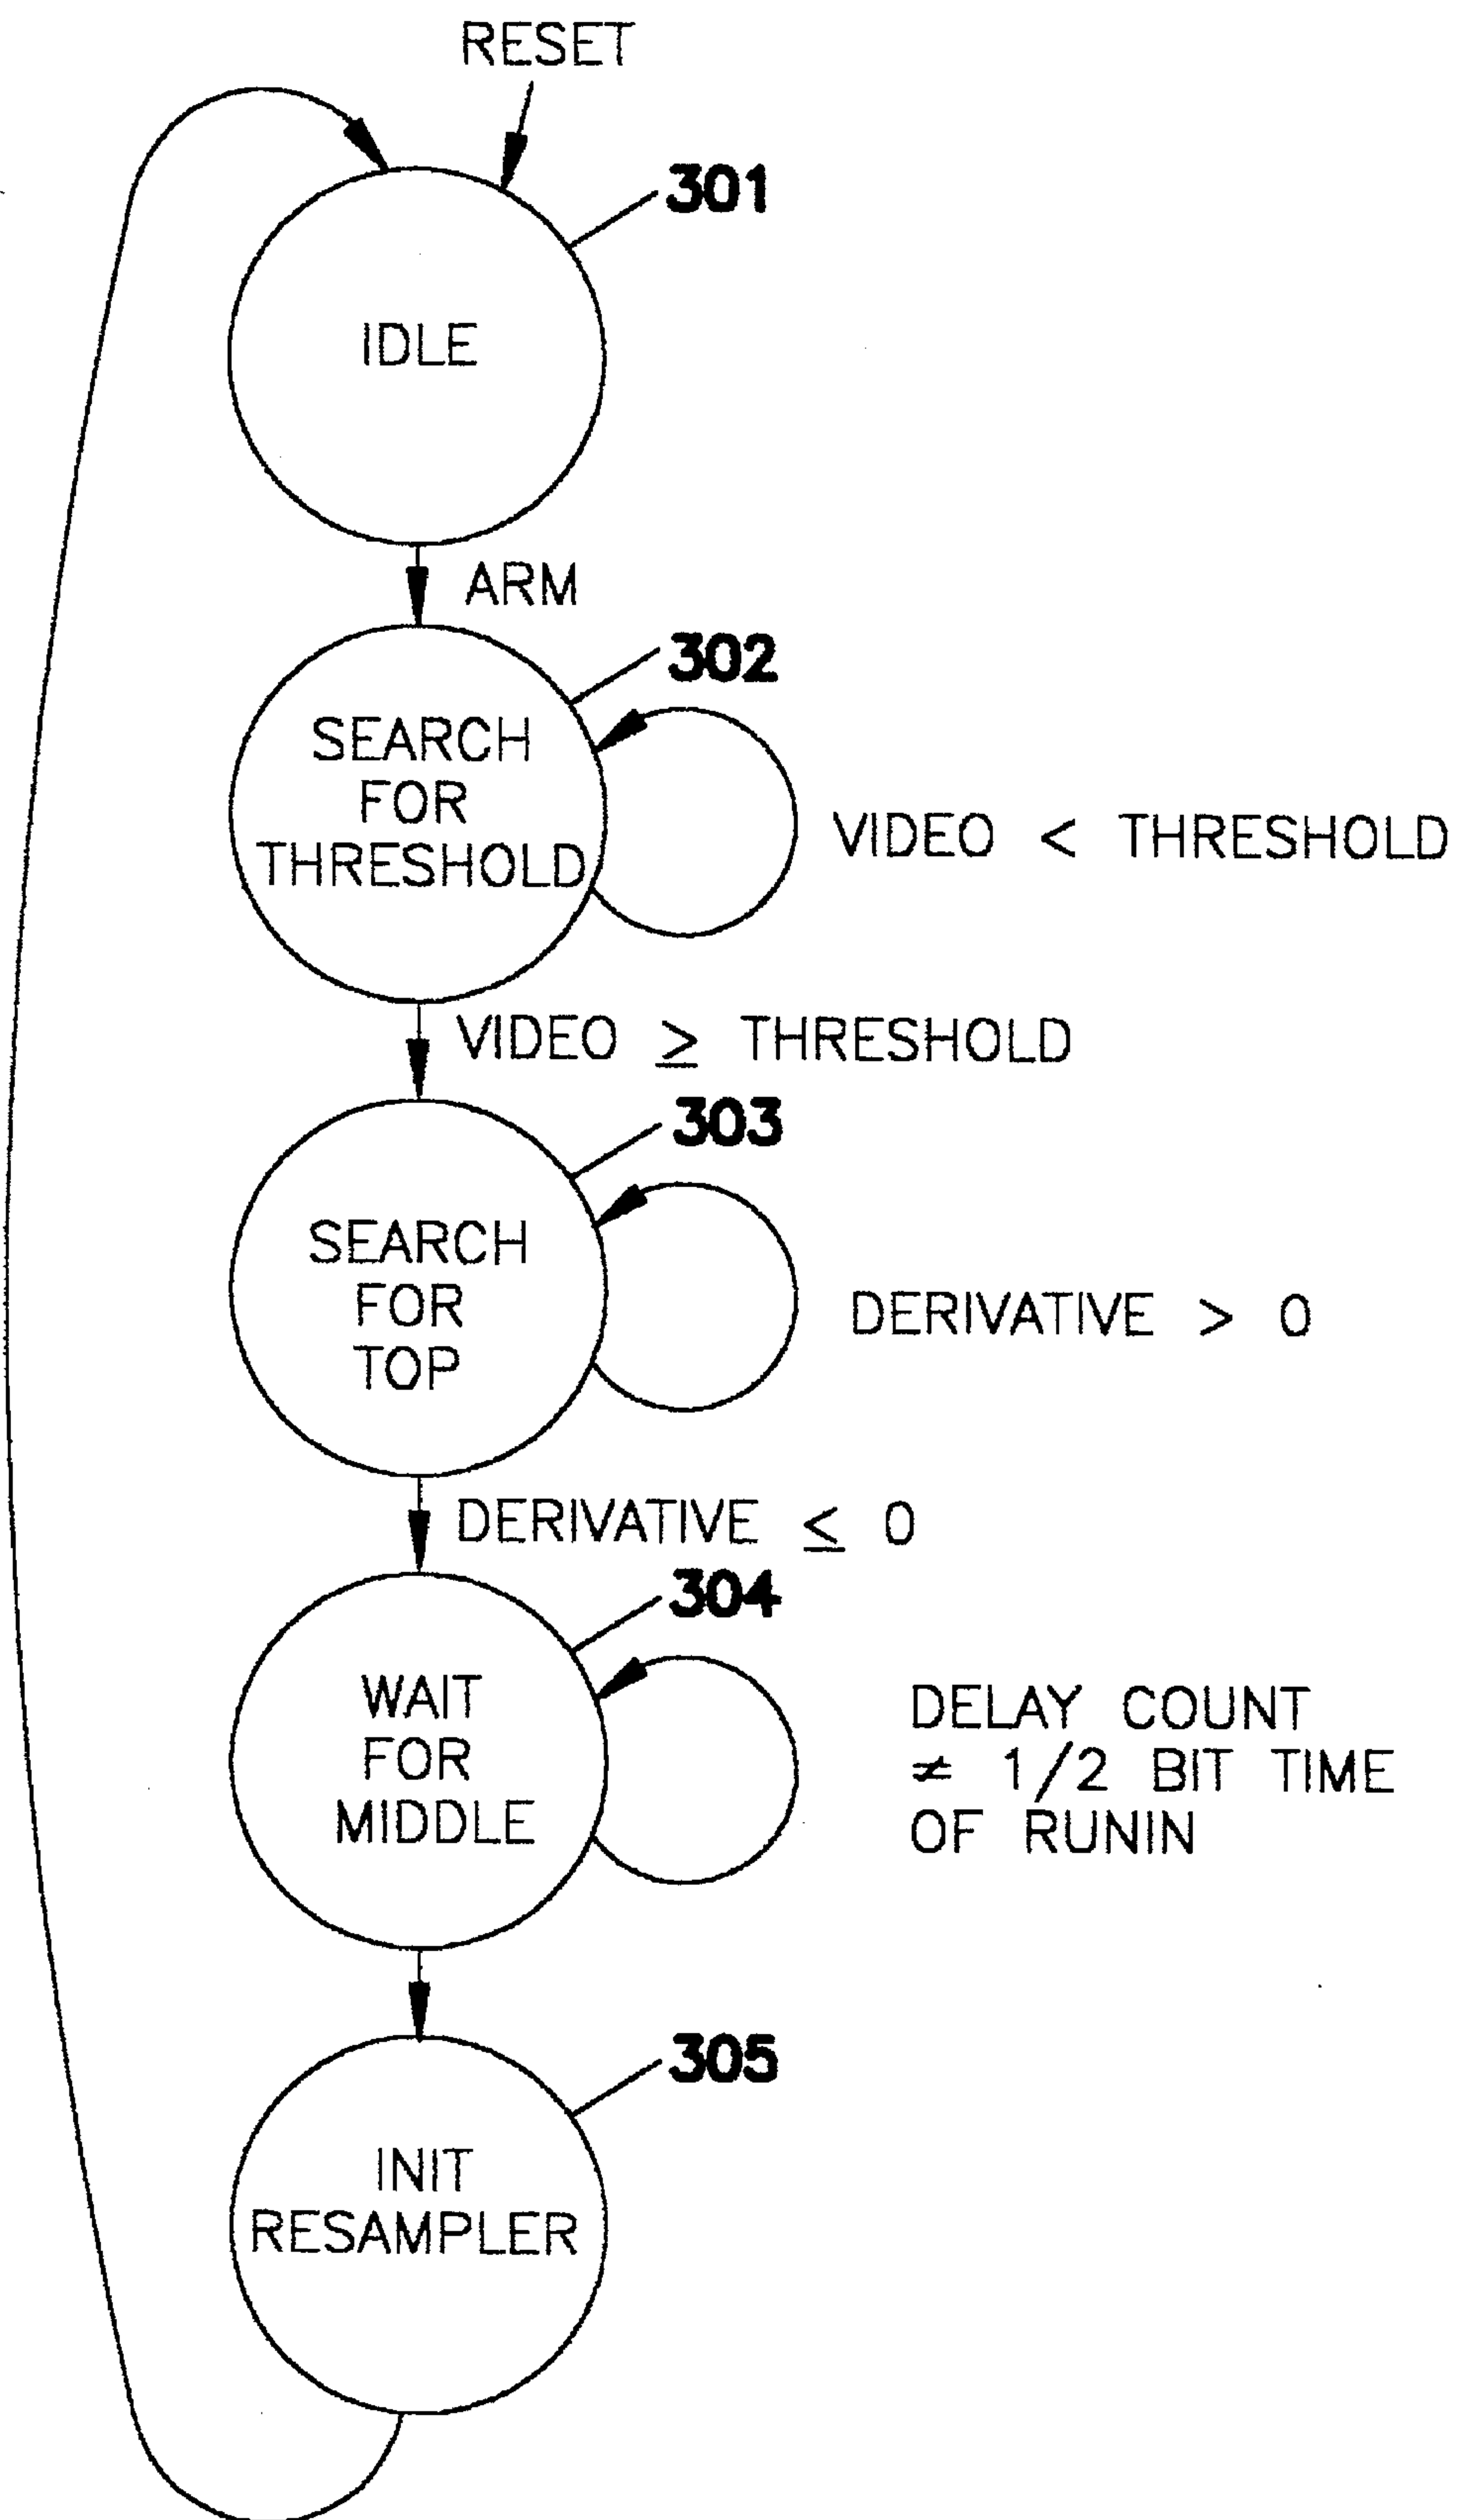 RESET
301
IDLE
ARM
302
SEARCH
FOR
THRESHOLD
VIDEO < THRESHOLD
VIDEO ≥ THRESHOLD
303
SEARCH
FOR
TOP
DERIVATIVE > 0
DERIVATIVE ≤ 0
304
WAIT
FOR
MIDDLE
DELAY COUNT
≠ 1/2 BIT TIME
OF RUNIN
305
INIT
RESAMPLER